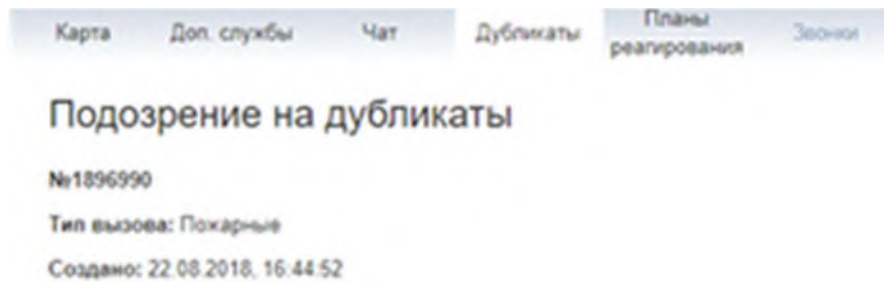 Карта Доп. службы Чат Дубликаты Планы реагирования Звонки
Подозрение на дубликаты
№1896990
Тип вызова: Пожарные
Создано: 22.08.2018, 16:44:52